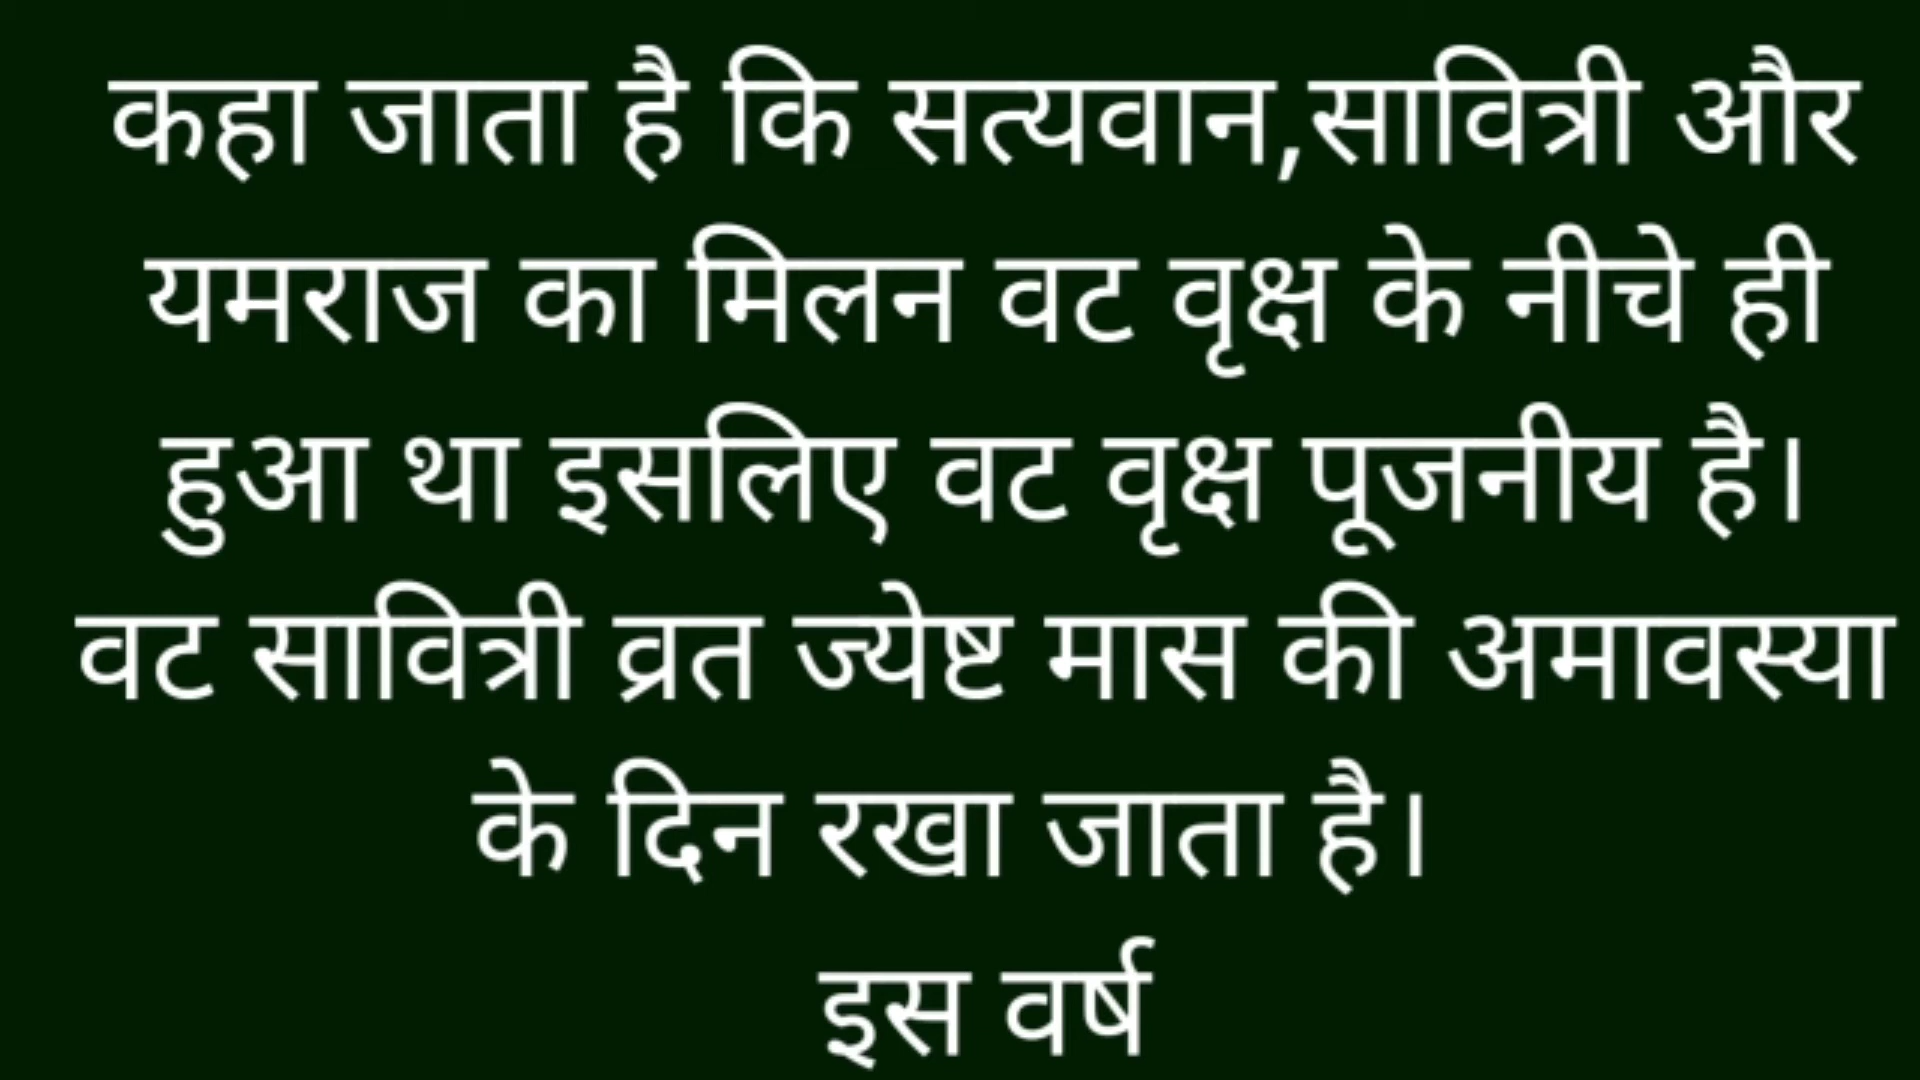 कहा जाता है कि सत्यवान,सावित्री और
यमराज का मिलन वट वृक्ष के नीचे ही
हुआ था इसलिए वट वृक्ष पूजनीय है।
वट सावित्री व्रत ज्येष्ट मास की अमावस्या
के दिन रखा जाता है।
इस वर्ष